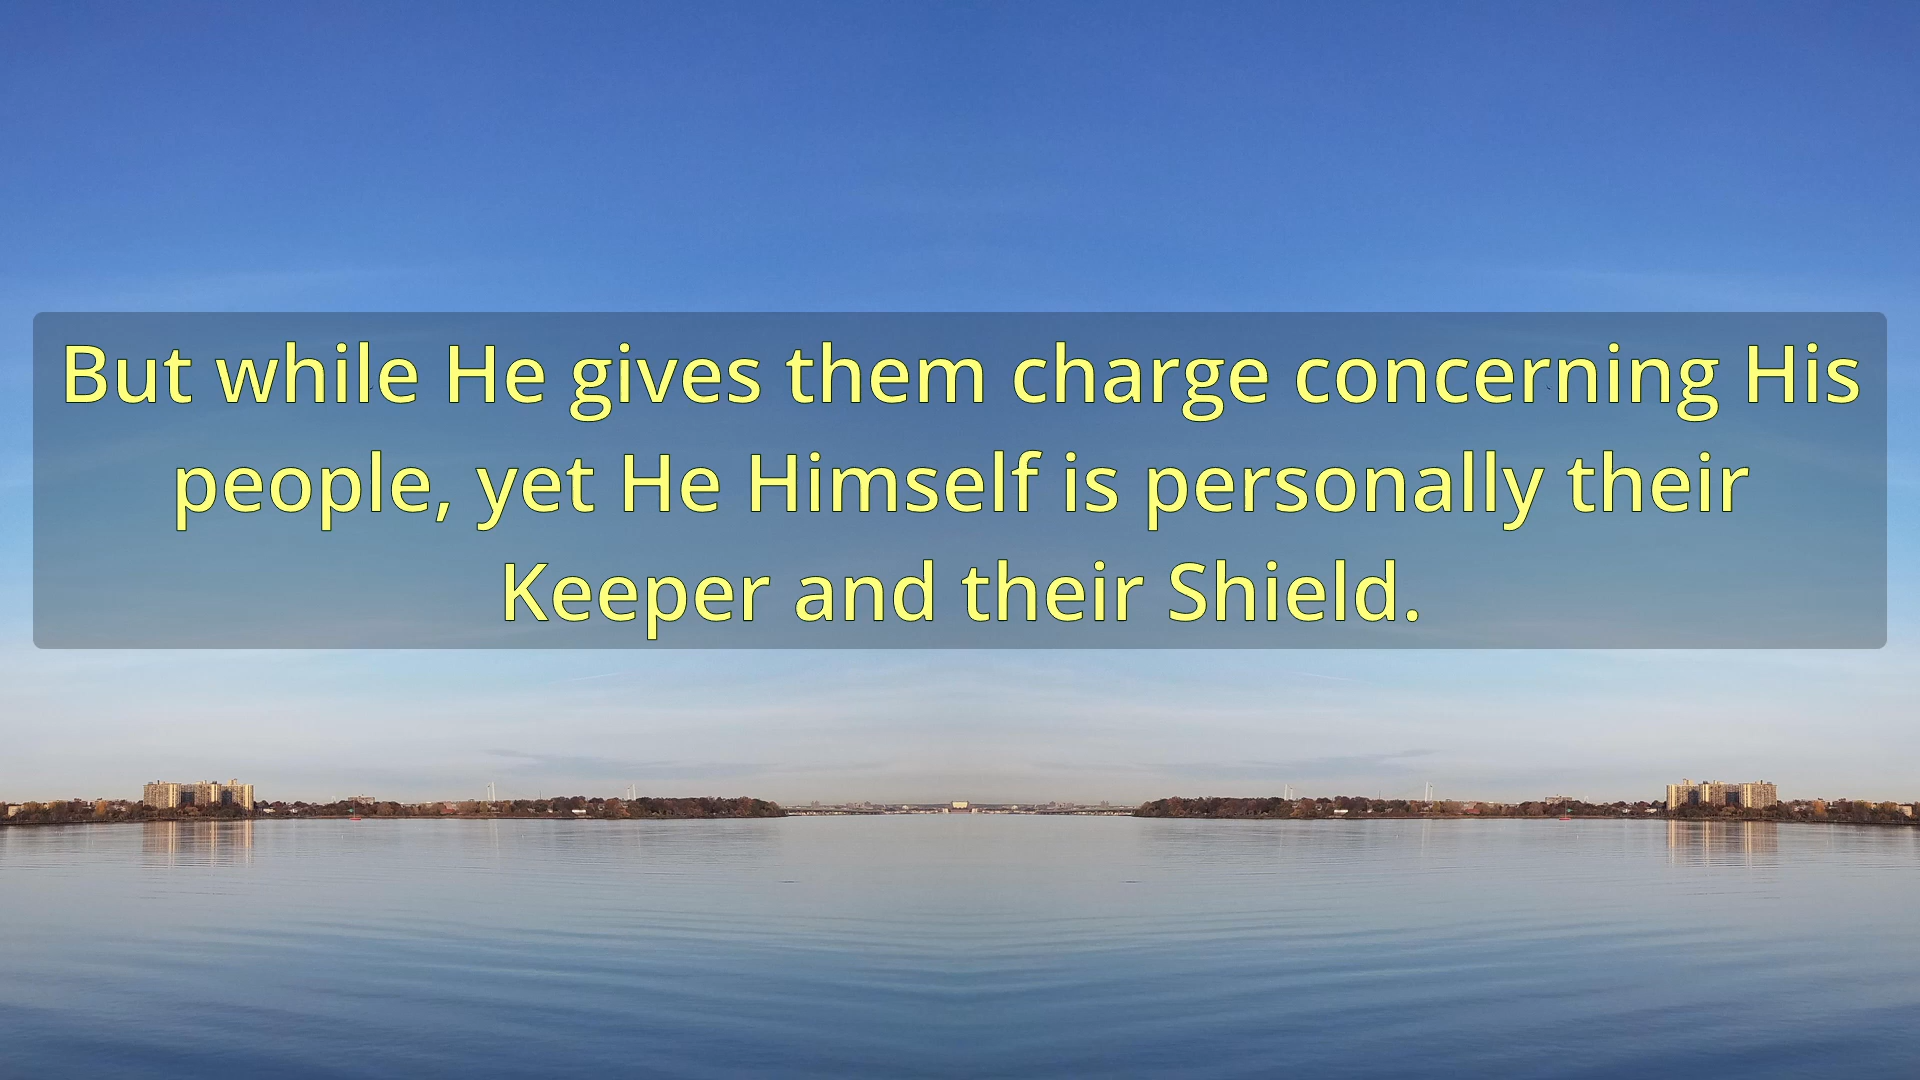 But while He gives them charge concerning His
people, yet He Himself is personally their
Keeper and their Shield.